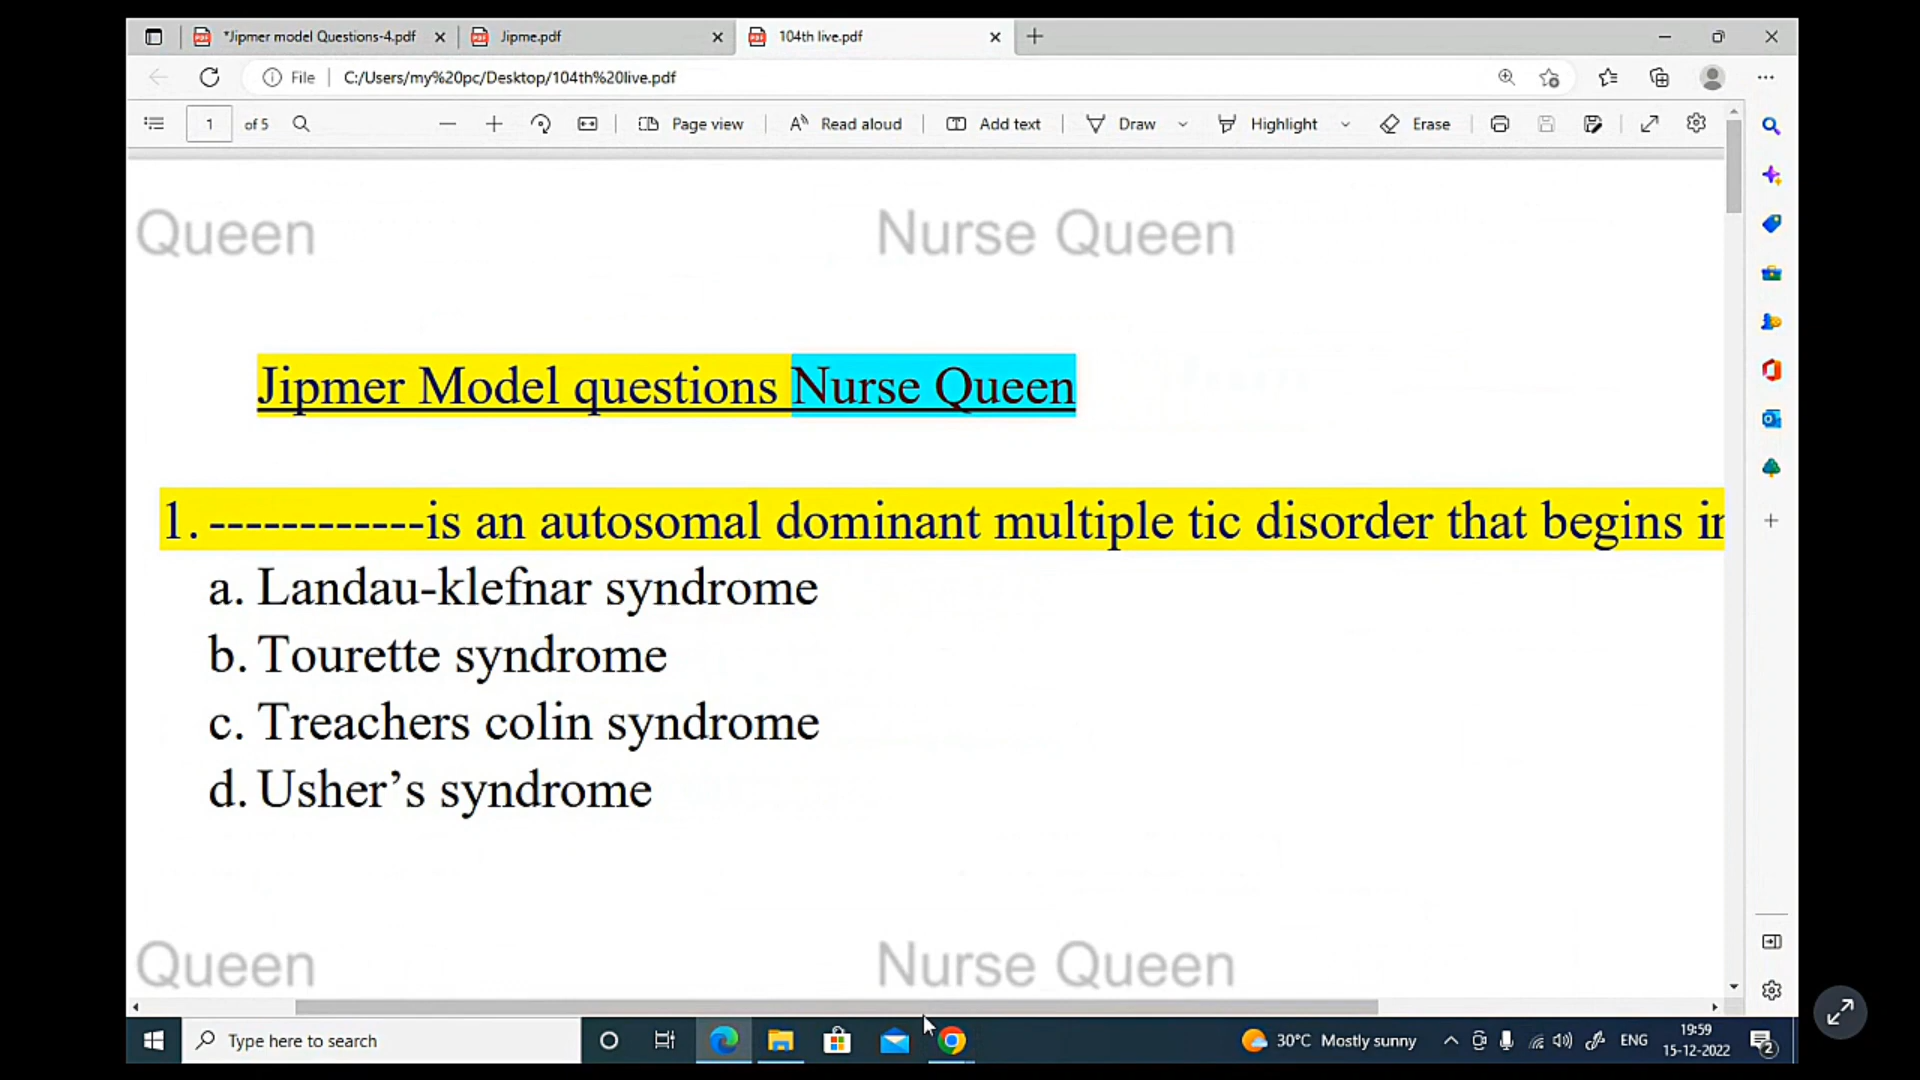 *Jipmer model Questions-4.pdf
Jipme.pdf
104th live.pdf
File
C:/Users/my%20pc/Desktop/104th%20live.pdf
1 of 5
Page view
Read aloud
Add text
Draw
Highlight
Erase
Queen
Nurse Queen
Jipmer Model questions Nurse Queen
1. ------------is an autosomal dominant multiple tic disorder that begins in
a. Landau-klefnar syndrome
b. Tourette syndrome
c. Treachers colin syndrome
d. Usher’s syndrome
Queen
Nurse Queen
Type here to search
30°C Mostly sunny
ENG
19:59
15-12-2022
2